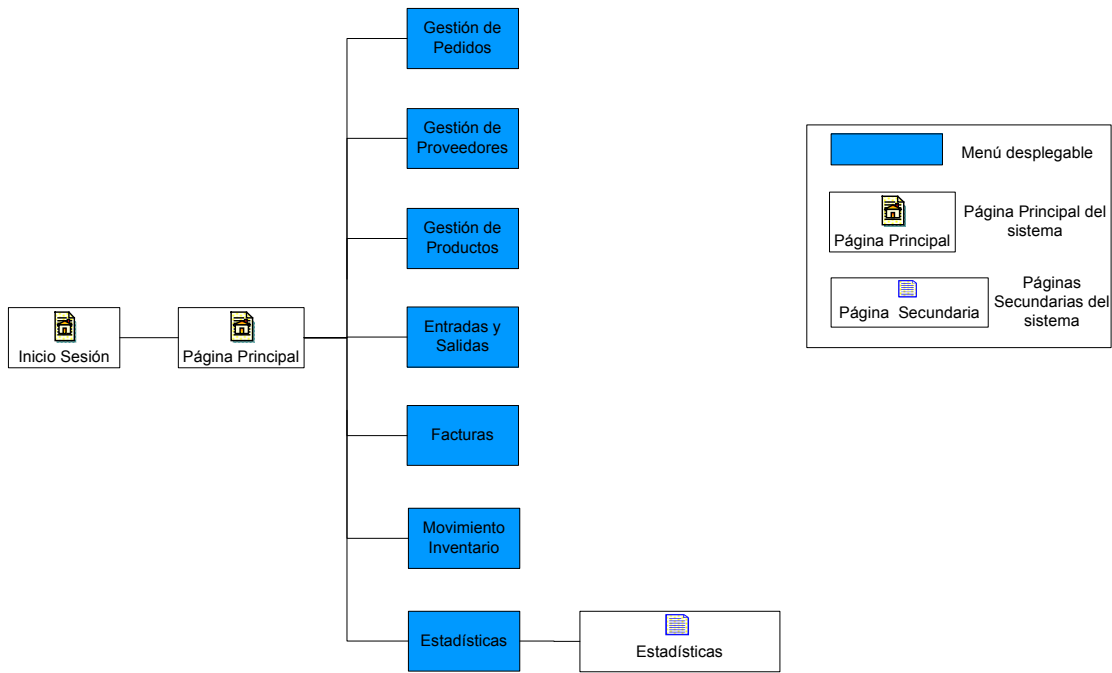 Gestión de
Pedidos
Gestión de
Proveedores
Gestión de
Productos
Inicio Sesión
Página Principal
Entradas y
Salidas
Facturas
Movimiento
Inventario
Estadísticas
Estadísticas
Menú desplegable
Página Principal
Página Principal del
sistema
Página Secundaria
Páginas
Secundarias del
sistema